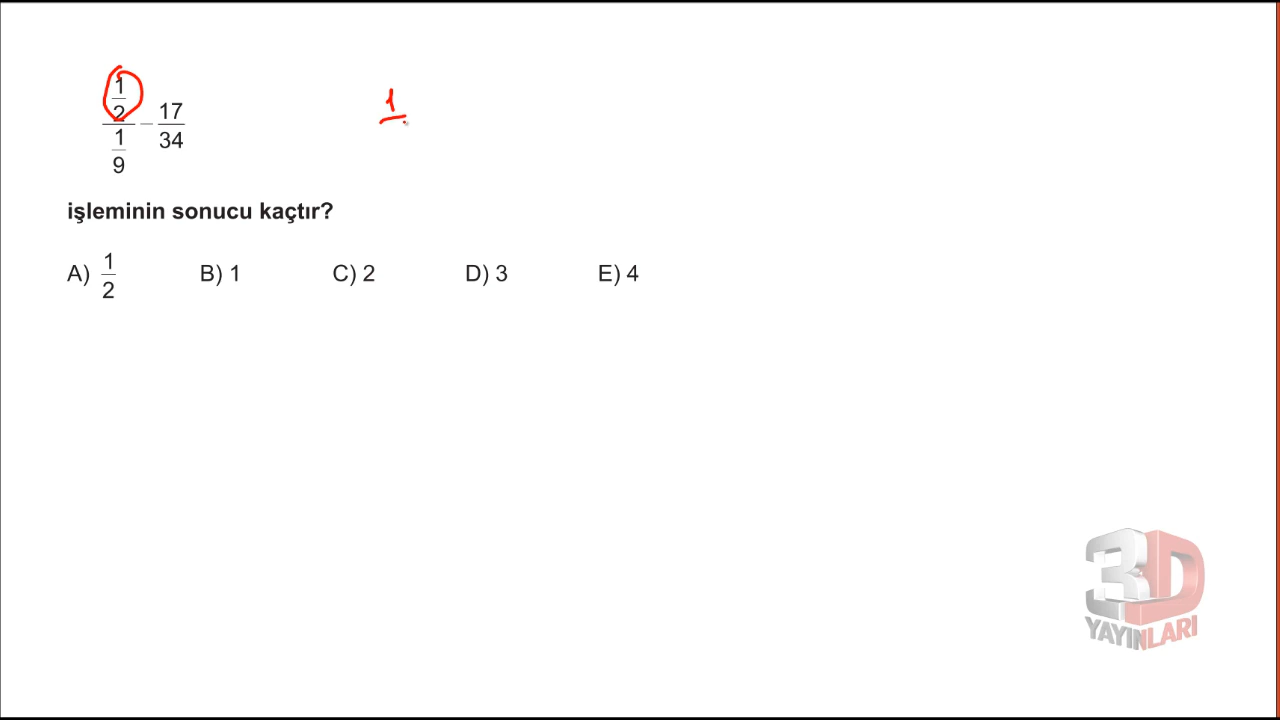 1/2 / 1/9 − 17/34
1
işleminin sonucu kaçtır?
A) 1/2 B) 1 C) 2 D) 3 E) 4
3D
YAYINLARI